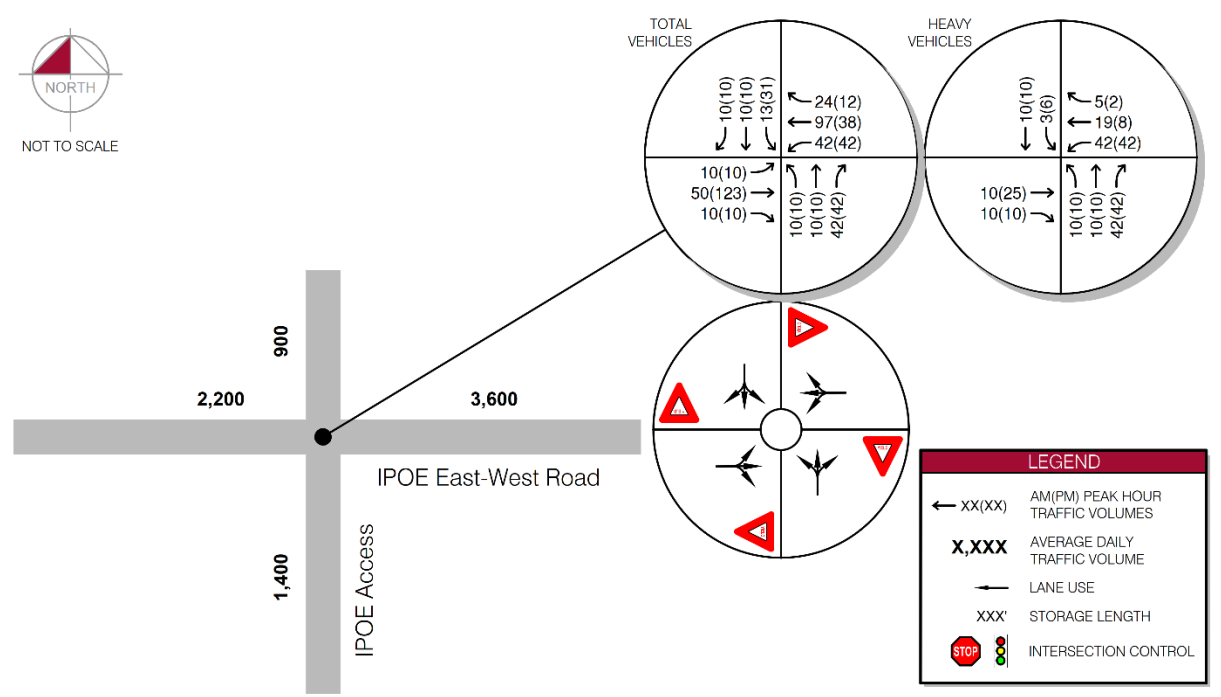 TOTAL
VEHICLES
HEAVY
VEHICLES
NORTH
NOT TO SCALE
10(10)
10(10)
13(31)
24(12)
97(38)
42(42)
10(10)
50(123)
10(10)
10(10)
10(10)
42(42)
10(10)
3(6)
5(2)
19(8)
42(42)
10(25)
10(10)
10(10)
10(10)
42(42)
900
2,200
3,600
IPOE East-West Road
1,400
IPOE Access
LEGEND
XX(XX)
AM(PM) PEAK HOUR
TRAFFIC VOLUMES
X,XXX
AVERAGE DAILY
TRAFFIC VOLUME
LANE USE
XXX'
STORAGE LENGTH
STOP
INTERSECTION CONTROL